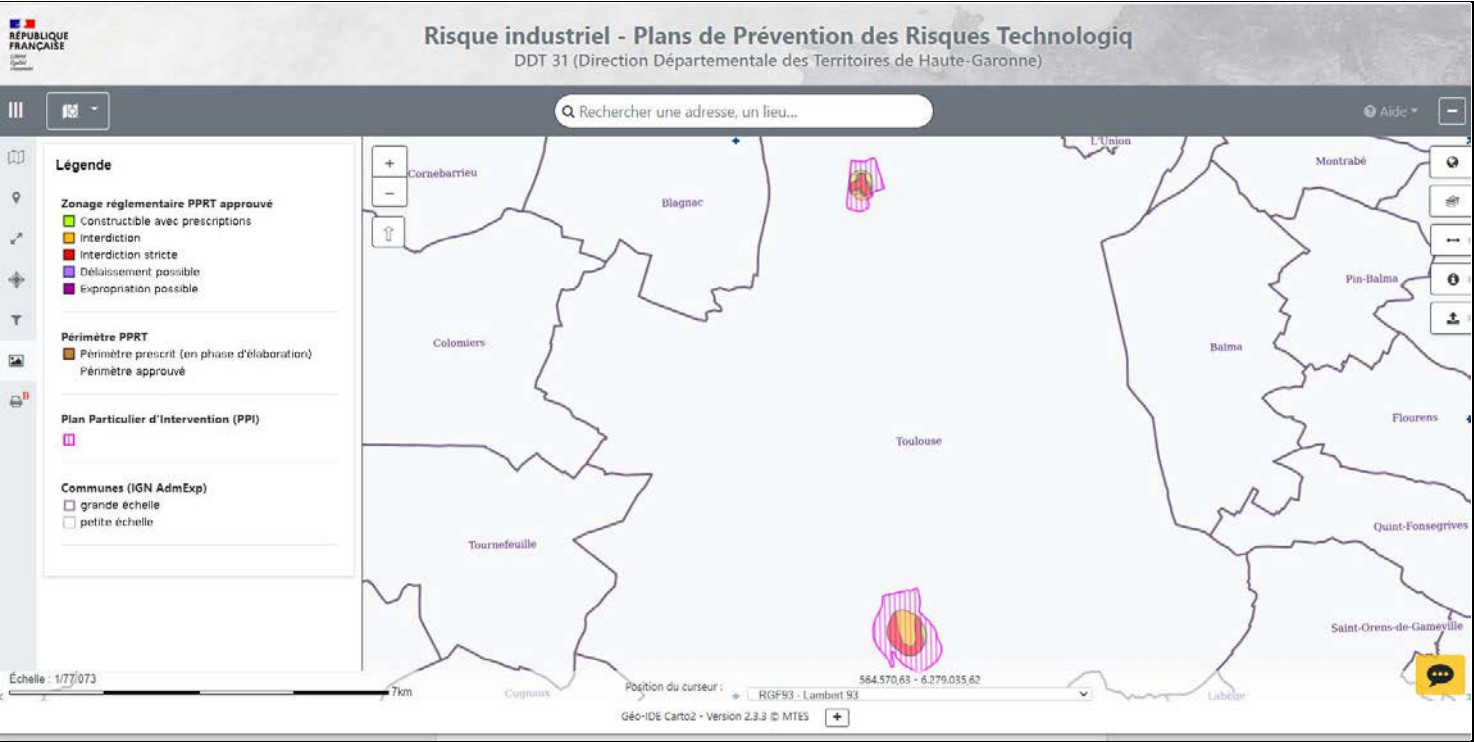 RÉPUBLIQUE
FRANÇAISE
Liberté
Égalité
Fraternité
Risque industriel - Plans de Prévention des Risques Technologiq
DDT 31 (Direction Départementale des Territoires de Haute-Garonne)
Rechercher une adresse, un lieu...
Aide
Légende
Zonage réglementaire PPRT approuvé
Constructible avec prescriptions
Interdiction
Interdiction stricte
Délaissement possible
Expropriation possible
Périmètre PPRT
Périmètre prescrit (en phase d'élaboration)
Périmètre approuvé
Plan Particulier d'Intervention (PPI)
Communes (IGN AdmExp)
grande échelle
petite échelle
L'Union
Montrabé
Cornebarrieu
Blagnac
Pin-Balma
Colomiers
Balma
Flourens
Toulouse
Quint-Fonsegrives
Tournefeuille
Saint-Orens-de-Gameville
Échelle : 1/77 073
7km
Cugnaux
Position du curseur :
564.570,63 - 6.279.035,62
RGF93 - Lambert 93
Labège
Géo-IDE Carto2 - Version 2.3.3 © MTES